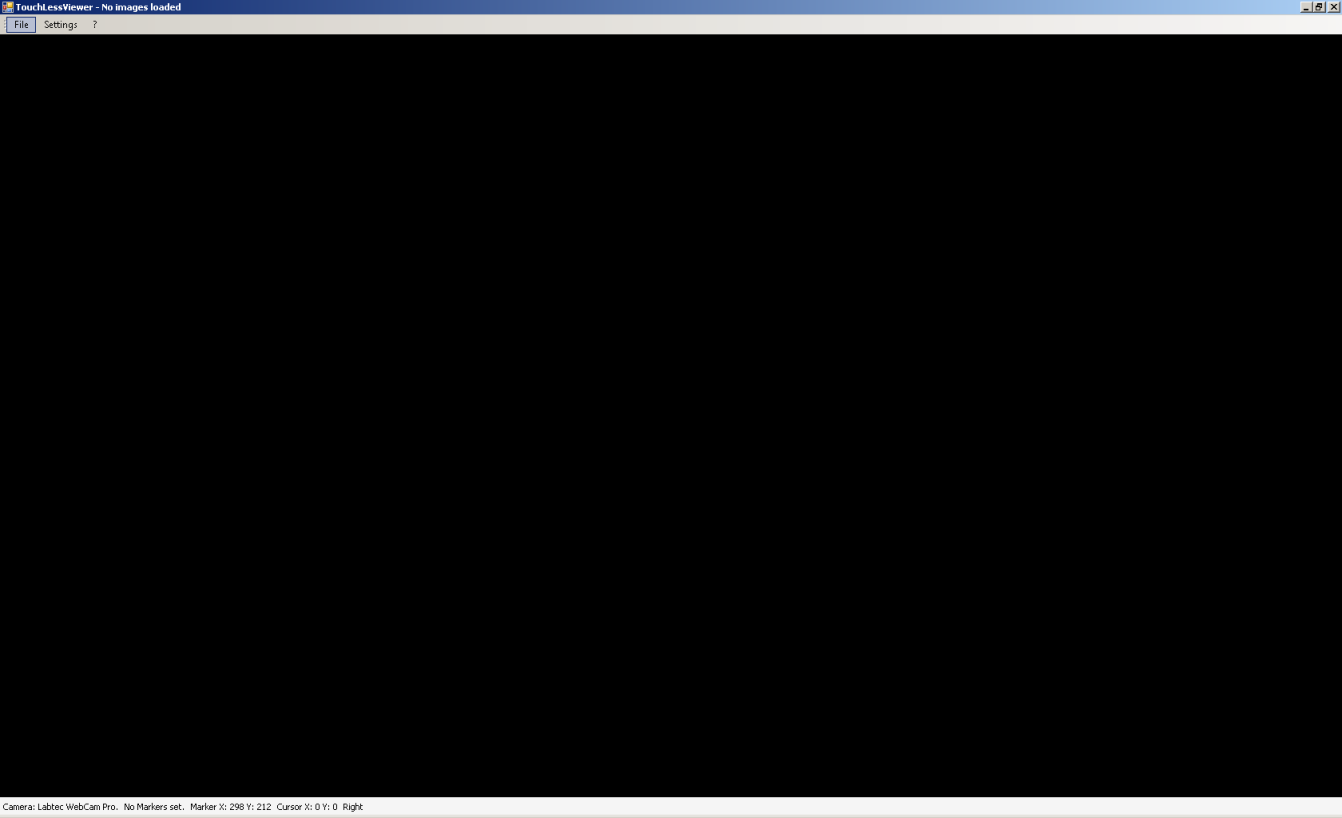 TouchLessViewer - No images loaded
File Settings ?
Camera: Labtec WebCam Pro. No Markers set. Marker X: 298 Y: 212 Cursor X: 0 Y: 0 Right